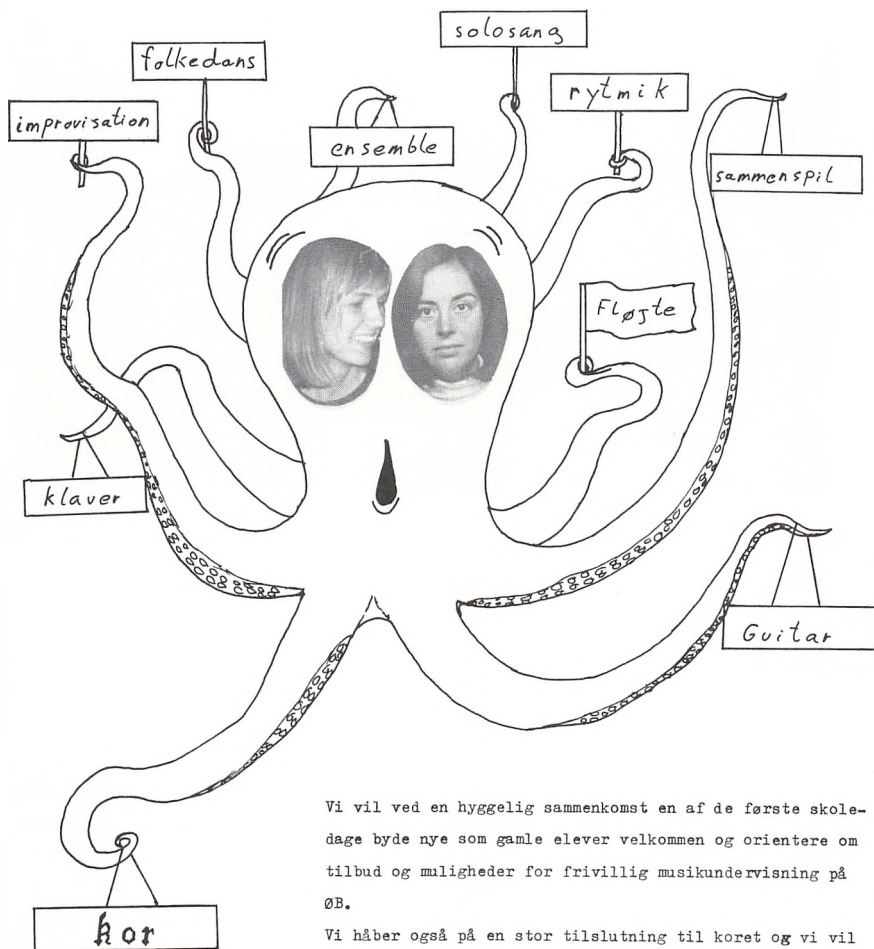 solosang
folkedans
rytmik
improvisation
ensemble
sammenspil
Fløjte
klaver
Guitar
kor
Vi vil ved en hyggelig sammenkomst en af de første skole-
dage byde nye som gamle elever velkommen og orientere om
tilbud og muligheder for frivillig musikundervisning på
ØB.
Vi håber også på en stor tilslutning til koret og vi vil